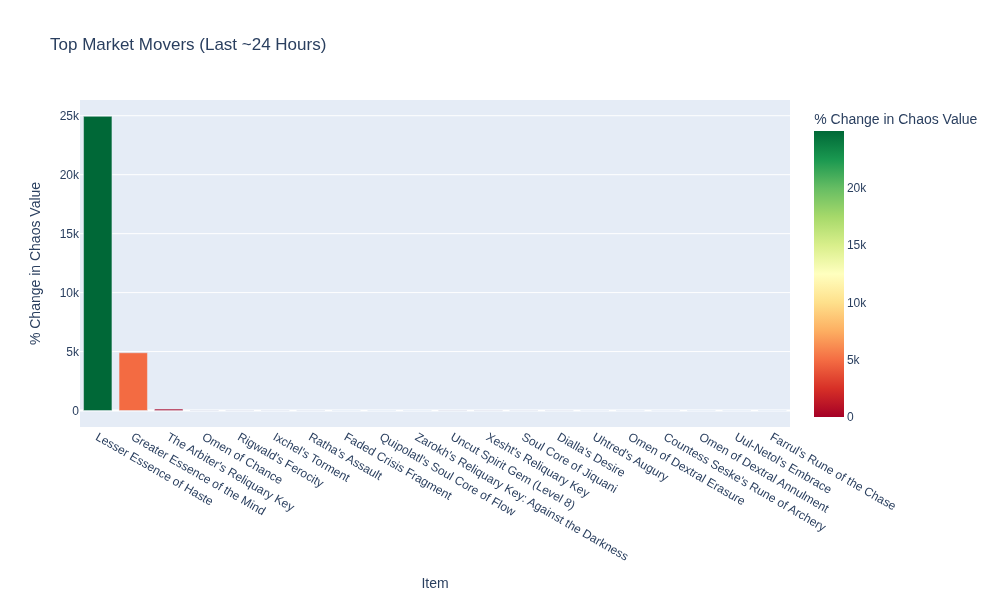 Top Market Movers (Last ~24 Hours)
% Change in Chaos Value
% Change in Chaos Value
25k
20k
15k
10k
5k
0
20k
15k
10k
5k
0
Lesser Essence of Haste
Greater Essence of the Mind
The Arbiter's Reliquary Key
Omen of Chance
Rigwald's Ferocity
Ixchel's Torment
Ratha's Assault
Faded Crisis Fragment
Quipolatl's Soul Core of Flow
Zarokh's Reliquary Key: Against the Darkness
Uncut Spirit Gem (Level 8)
Xesht's Reliquary Key
Soul Core of Jiquani
Dialla's Desire
Uhtred's Augury
Omen of Dextral Erasure
Countess Seske's Rune of Archery
Omen of Dextral Annulment
Uul-Netol's Embrace
Farrul's Rune of the Chase
Item